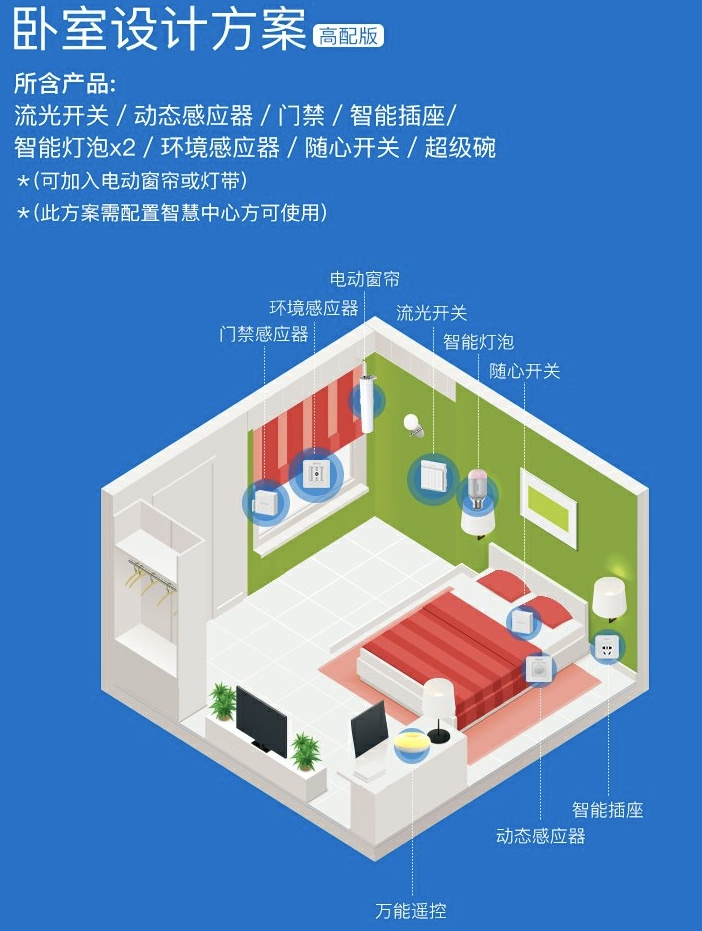 卧室设计方案 高配版
所含产品:
流光开关 / 动态感应器 / 门禁 / 智能插座/
智能灯泡x2 / 环境感应器 / 随心开关 / 超级碗
*(可加入电动窗帘或灯带)
*(此方案需配置智慧中心方可使用)
电动窗帘
环境感应器
流光开关
门禁感应器
智能灯泡
随心开关
智能插座
动态感应器
万能遥控